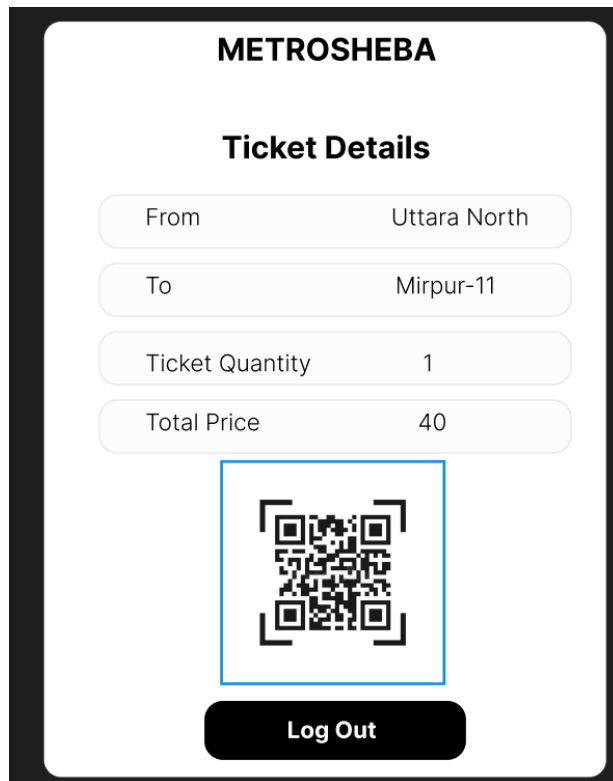 METROSHEBA
Ticket Details
From Uttara North
To Mirpur-11
Ticket Quantity 1
Total Price 40
Log Out